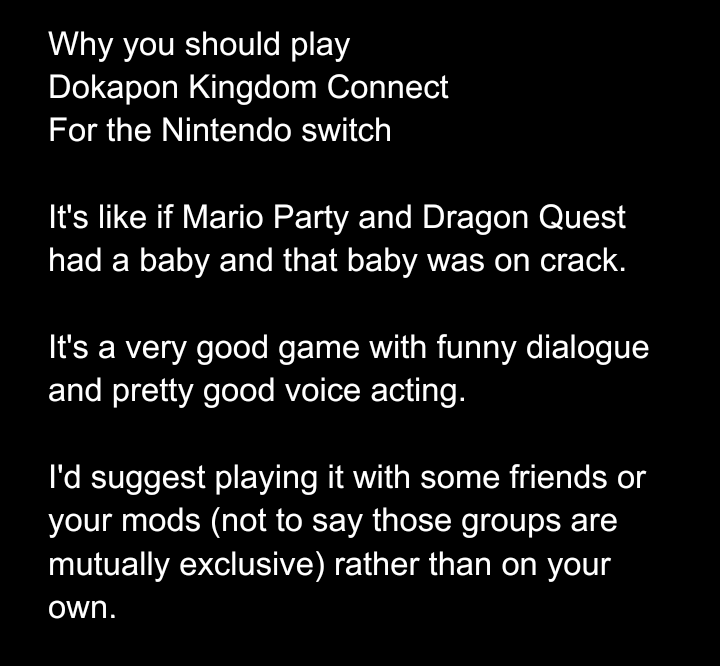 Why you should play
Dokapon Kingdom Connect
For the Nintendo switch
It's like if Mario Party and Dragon Quest
had a baby and that baby was on crack.
It's a very good game with funny dialogue
and pretty good voice acting.
I'd suggest playing it with some friends or
your mods (not to say those groups are
mutually exclusive) rather than on your
own.